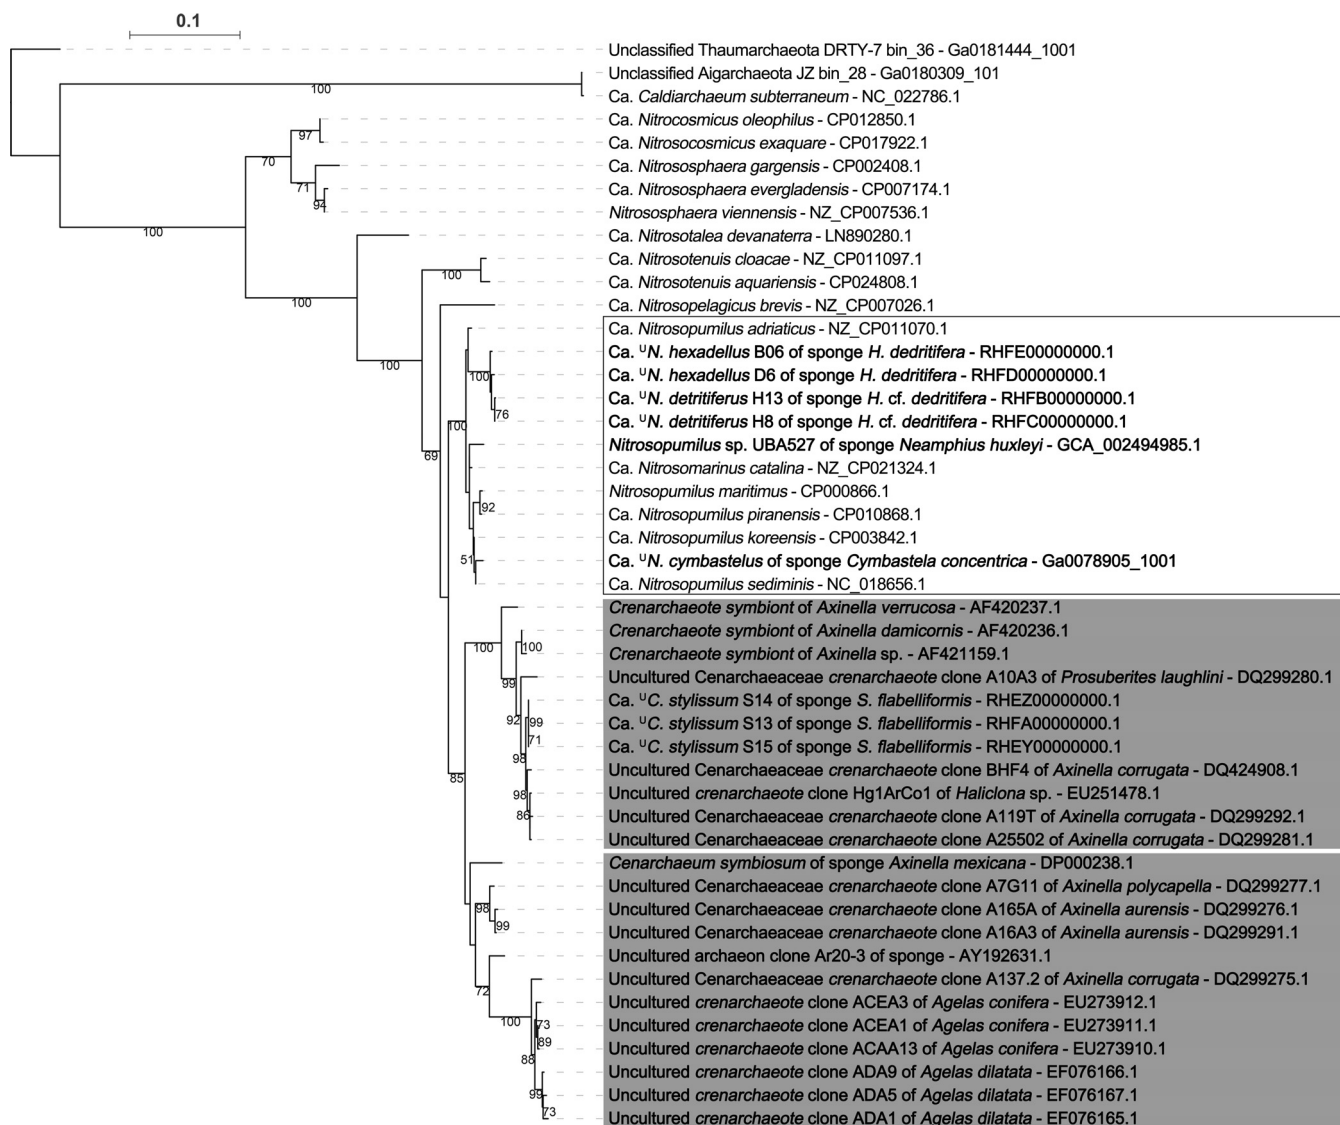 0.1
Unclassified Thaumarchaeota DRTY-7 bin_36 - Ga0181444_1001
Unclassified Aigarchaeota JZ bin_28 - Ga0180309_101
100
Ca. Caldiarchaeum subterraneum - NC_022786.1
Ca. Nitrocosmicus oleophilus - CP012850.1
97
Ca. Nitrososcosmicus exaquare - CP017922.1
70
Ca. Nitrososphaera gargensis - CP002408.1
71
Ca. Nitrososphaera evergladensis - CP007174.1
94
Nitrososphaera viennensis - NZ_CP007536.1
100
Ca. Nitrosotalea devanaterra - LN890280.1
Ca. Nitrosotenuis cloacae - NZ_CP011097.1
100
Ca. Nitrosotenuis aquariensis - CP024808.1
100
Ca. Nitrosopelagicus brevis - NZ_CP007026.1
Ca. Nitrosopumilus adriaticus - NZ_CP011070.1
Ca. ᵁN. hexadellus B06 of sponge H. dedritifera - RHFE00000000.1
100
Ca. ᵁN. hexadellus D6 of sponge H. dedritifera - RHFD00000000.1
100
Ca. ᵁN. detritiferus H13 of sponge H. cf. dedritifera - RHFB00000000.1
76
Ca. ᵁN. detritiferus H8 of sponge H. cf. dedritifera - RHFC00000000.1
100
Nitrosopumilus sp. UBA527 of sponge Neamphius huxleyi - GCA_002494985.1
69
Ca. Nitrosomarinus catalina - NZ_CP021324.1
Nitrosopumilus maritimus - CP000866.1
92
Ca. Nitrosopumilus piranensis - CP010868.1
Ca. Nitrosopumilus koreensis - CP003842.1
51
Ca. ᵁN. cymbastelus of sponge Cymbastela concentrica - Ga0078905_1001
Ca. Nitrosopumilus sediminis - NC_018656.1
Crenarchaeote symbiont of Axinella verrucosa - AF420237.1
Crenarchaeote symbiont of Axinella damicornis - AF420236.1
100
100
Crenarchaeote symbiont of Axinella sp. - AF421159.1
99
Uncultured Cenarchaeaceae crenarchaeote clone A10A3 of Prosuberites laughlini - DQ299280.1
Ca. ᵁC. stylissum S14 of sponge S. flabelliformis - RHEZ00000000.1
92
99
Ca. ᵁC. stylissum S13 of sponge S. flabelliformis - RHFA00000000.1
71
Ca. ᵁC. stylissum S15 of sponge S. flabelliformis - RHEY00000000.1
98
85
Uncultured Cenarchaeaceae crenarchaeote clone BHF4 of Axinella corrugata - DQ424908.1
98
Uncultured crenarchaeote clone Hg1ArCo1 of Haliclona sp. - EU251478.1
86
Uncultured Cenarchaeaceae crenarchaeote clone A119T of Axinella corrugata - DQ299292.1
Uncultured Cenarchaeaceae crenarchaeote clone A25502 of Axinella corrugata - DQ299281.1
Cenarchaeum symbiosum of sponge Axinella mexicana - DP000238.1
Uncultured Cenarchaeaceae crenarchaeote clone A7G11 of Axinella polycapella - DQ299277.1
98
Uncultured Cenarchaeaceae crenarchaeote clone A165A of Axinella aurensis - DQ299276.1
99
Uncultured Cenarchaeaceae crenarchaeote clone A16A3 of Axinella aurensis - DQ299291.1
Uncultured archaeon clone Ar20-3 of sponge - AY192631.1
Uncultured Cenarchaeaceae crenarchaeote clone A137.2 of Axinella corrugata - DQ299275.1
72
Uncultured crenarchaeote clone ACEA3 of Agelas conifera - EU273912.1
100
73
Uncultured crenarchaeote clone ACEA1 of Agelas conifera - EU273911.1
89
Uncultured crenarchaeote clone ACAA13 of Agelas conifera - EU273910.1
88
Uncultured crenarchaeote clone ADA9 of Agelas dilatata - EF076166.1
99
Uncultured crenarchaeote clone ADA5 of Agelas dilatata - EF076167.1
73
Uncultured crenarchaeote clone ADA1 of Agelas dilatata - EF076165.1